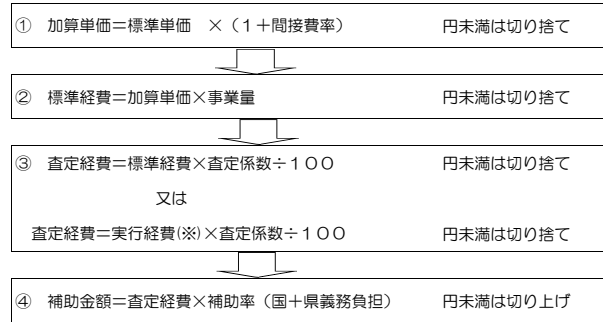 ① 加算単価=標準単価 ×(1+間接費率) 円未満は切り捨て
② 標準経費=加算単価×事業量 円未満は切り捨て
③ 査定経費=標準経費×査定係数÷100 円未満は切り捨て
又は
査定経費=実行経費(※)×査定係数÷100 円未満は切り捨て
④ 補助金額=査定経費×補助率(国+県義務負担) 円未満は切り上げ